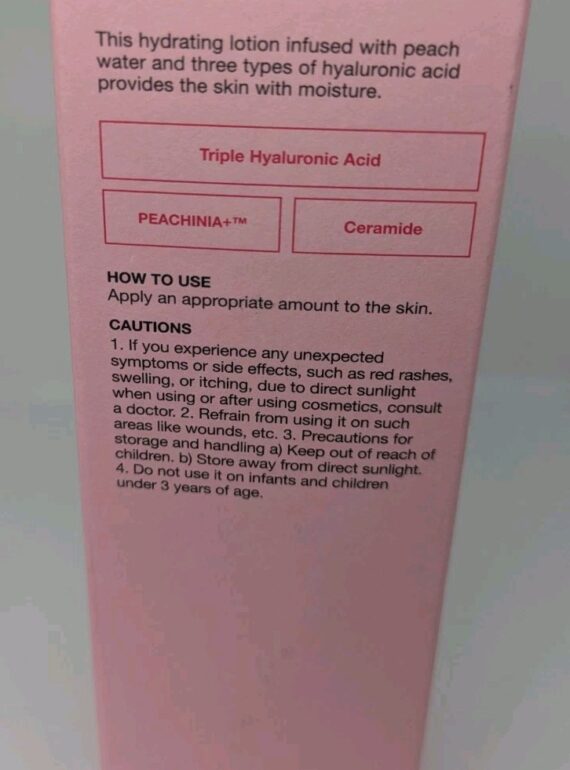 This hydrating lotion infused with peach
water and three types of hyaluronic acid
provides the skin with moisture.
Triple Hyaluronic Acid
PEACHINIA+™
Ceramide
HOW TO USE
Apply an appropriate amount to the skin.
CAUTIONS
1. If you experience any unexpected
symptoms or side effects, such as red rashes,
swelling, or itching, due to direct sunlight
when using or after using cosmetics, consult
a doctor. 2. Refrain from using it on such
areas like wounds, etc. 3. Precautions for
storage and handling a) Keep out of reach of
children. b) Store away from direct sunlight.
4. Do not use it on infants and children
under 3 years of age.